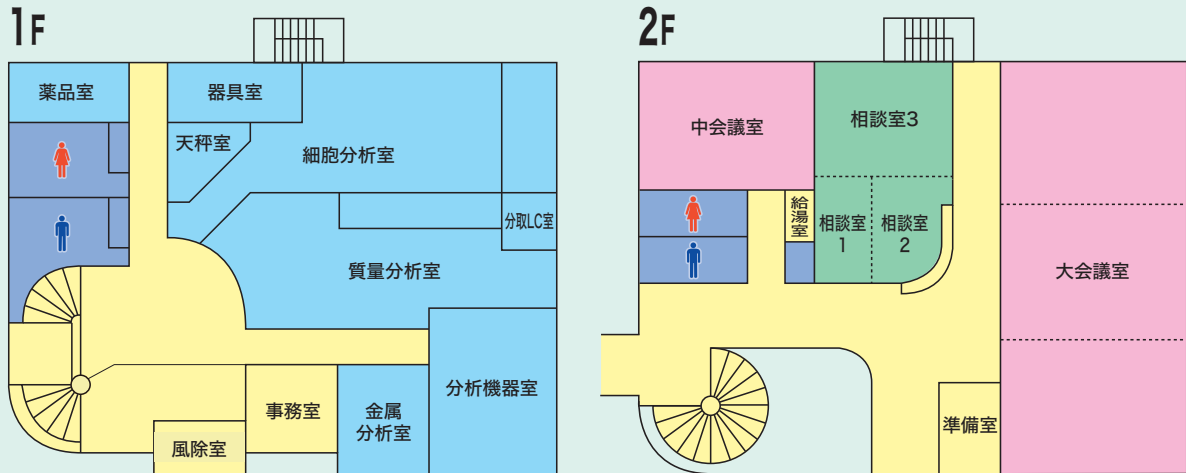 1F
薬品室
器具室
天秤室
細胞分析室
分取LC室
質量分析室
分析機器室
事務室
金属
分析室
風除室
2F
中会議室
相談室3
給湯室
相談室
1
相談室
2
大会議室
準備室